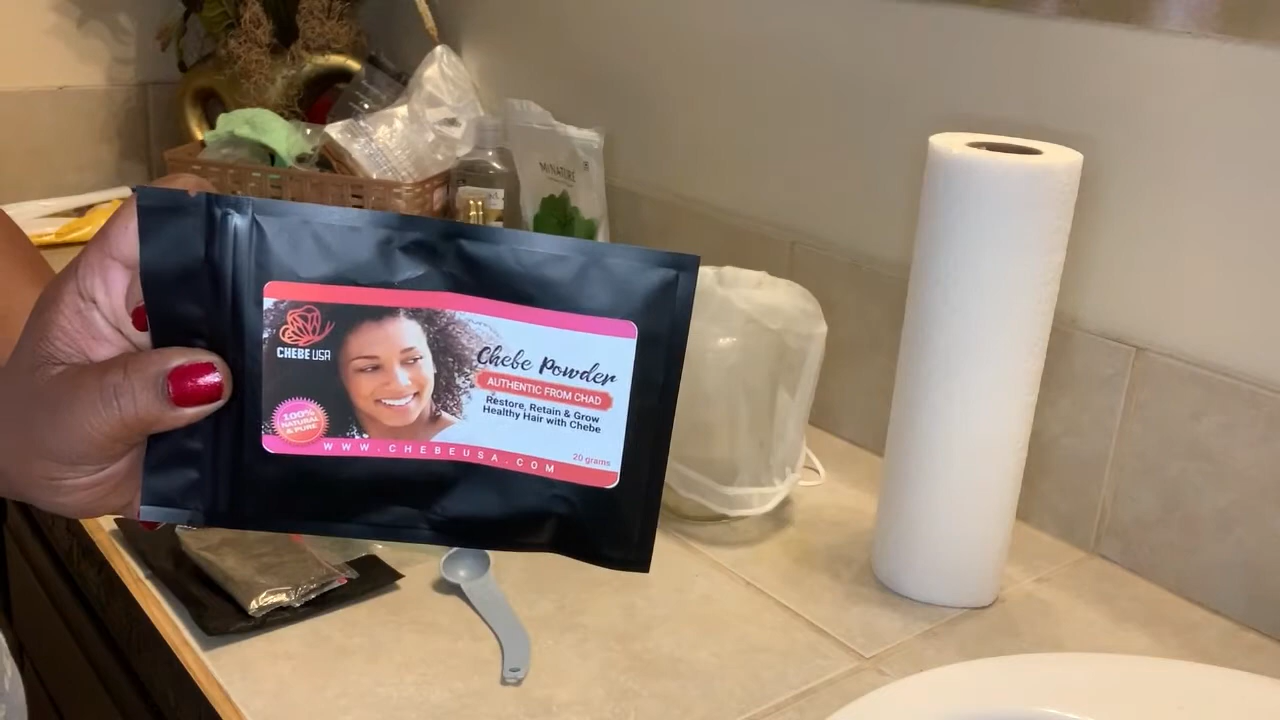 MINATURE
CHEBE USA
Chebe Powder
AUTHENTIC FROM CHAD
Restore, Retain & Grow
Healthy Hair with Chebe
100%
NATURAL
& PURE
WWW.CHEBEUSA.COM
20 grams